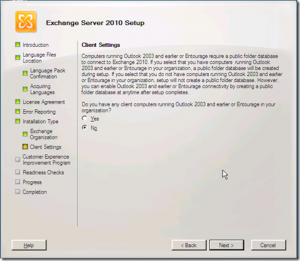 Exchange Server 2010 Setup
Introduction
Language Files
Location
Language Pack
Confirmation
Acquiring
Languages
License Agreement
Error Reporting
Installation Type
Exchange
Organization
Client Settings
Customer Experience
Improvement Program
Readiness Checks
Progress
Completion
Client Settings
Computers running Outlook 2003 and earlier or Entourage require a public folder database
to connect to Exchange 2010. If you select that you have computers running Outlook
2003 and earlier or Entourage in your organization, a public folder database will be created
during setup. If you select that you do not have computers running Outlook 2003 and
earlier or Entourage in your organization, setup will not create a public folder database. However,
you can enable Outlook 2003 and earlier or Entourage connectivity by creating a public
folder database at anytime after setup completes.
Do you have any client computers running Outlook 2003 and earlier or Entourage in your
organization?
Yes
No
Help
< Back
Next >
Cancel